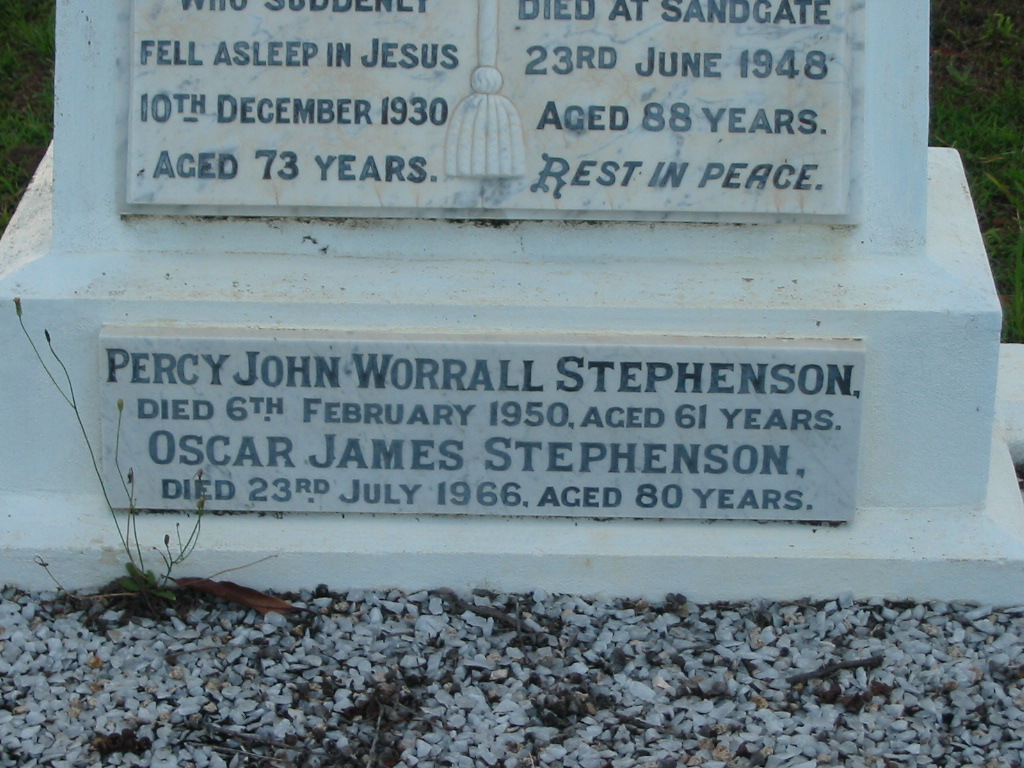 WHO SUDDENLY
FELL ASLEEP IN JESUS
10TH DECEMBER 1930
AGED 73 YEARS.
DIED AT SANDGATE
23RD JUNE 1948
AGED 88 YEARS.
REST IN PEACE.
PERCY JOHN WORRALL STEPHENSON,
DIED 6TH FEBRUARY 1950, AGED 61 YEARS.
OSCAR JAMES STEPHENSON,
DIED 23RD JULY 1966, AGED 80 YEARS.